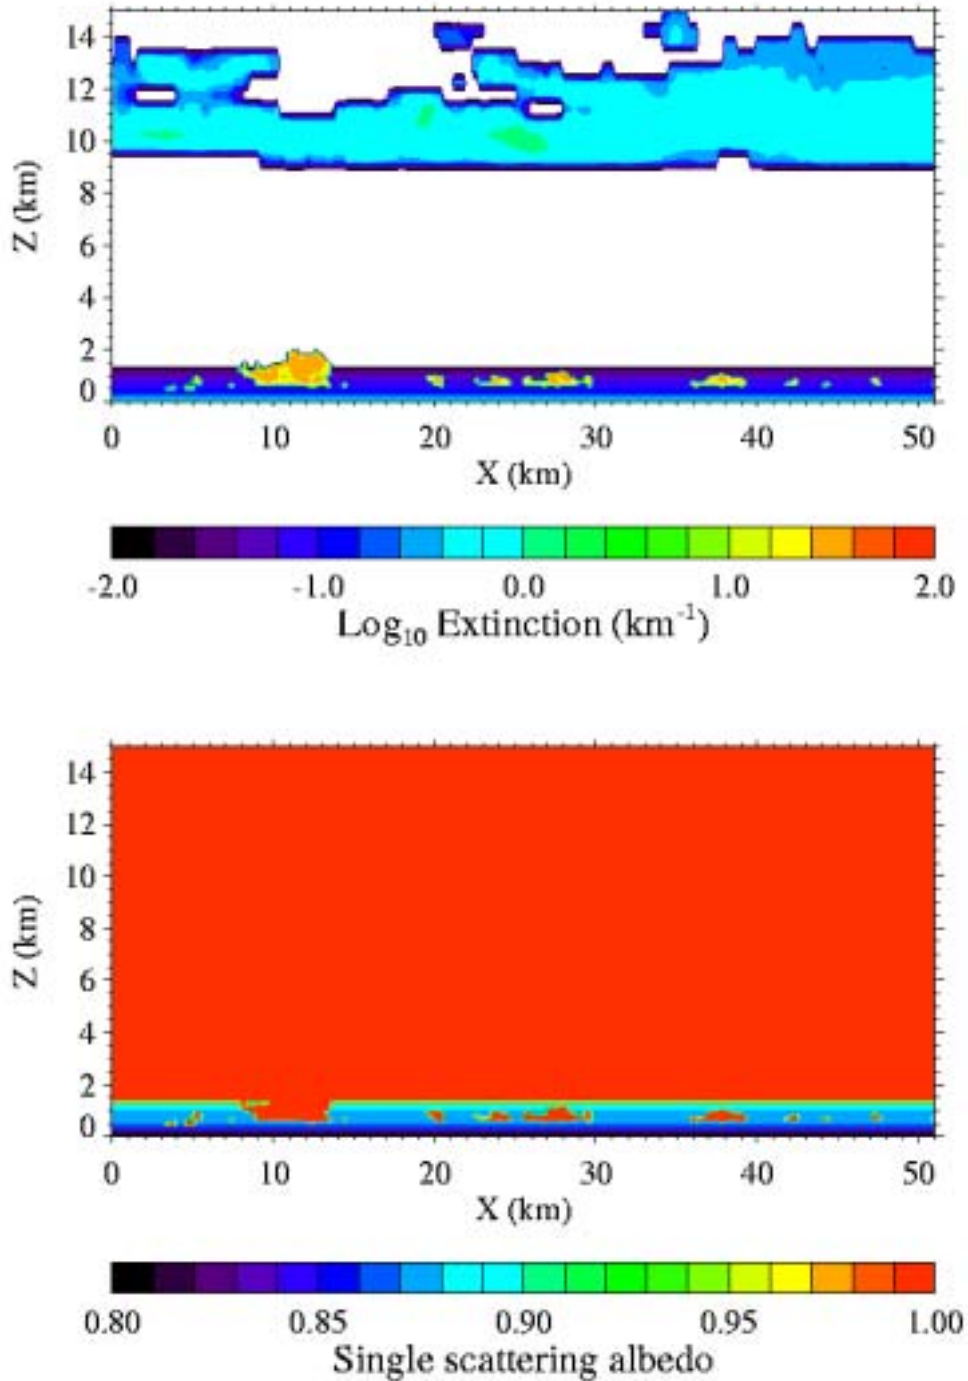 14
12
10
8
6
4
2
0
Z (km)
0 10 20 30 40 50
X (km)
-2.0 -1.0 0.0 1.0 2.0
Log₁₀ Extinction (km⁻¹)
14
12
10
8
6
4
2
0
Z (km)
0 10 20 30 40 50
X (km)
0.80 0.85 0.90 0.95 1.00
Single scattering albedo